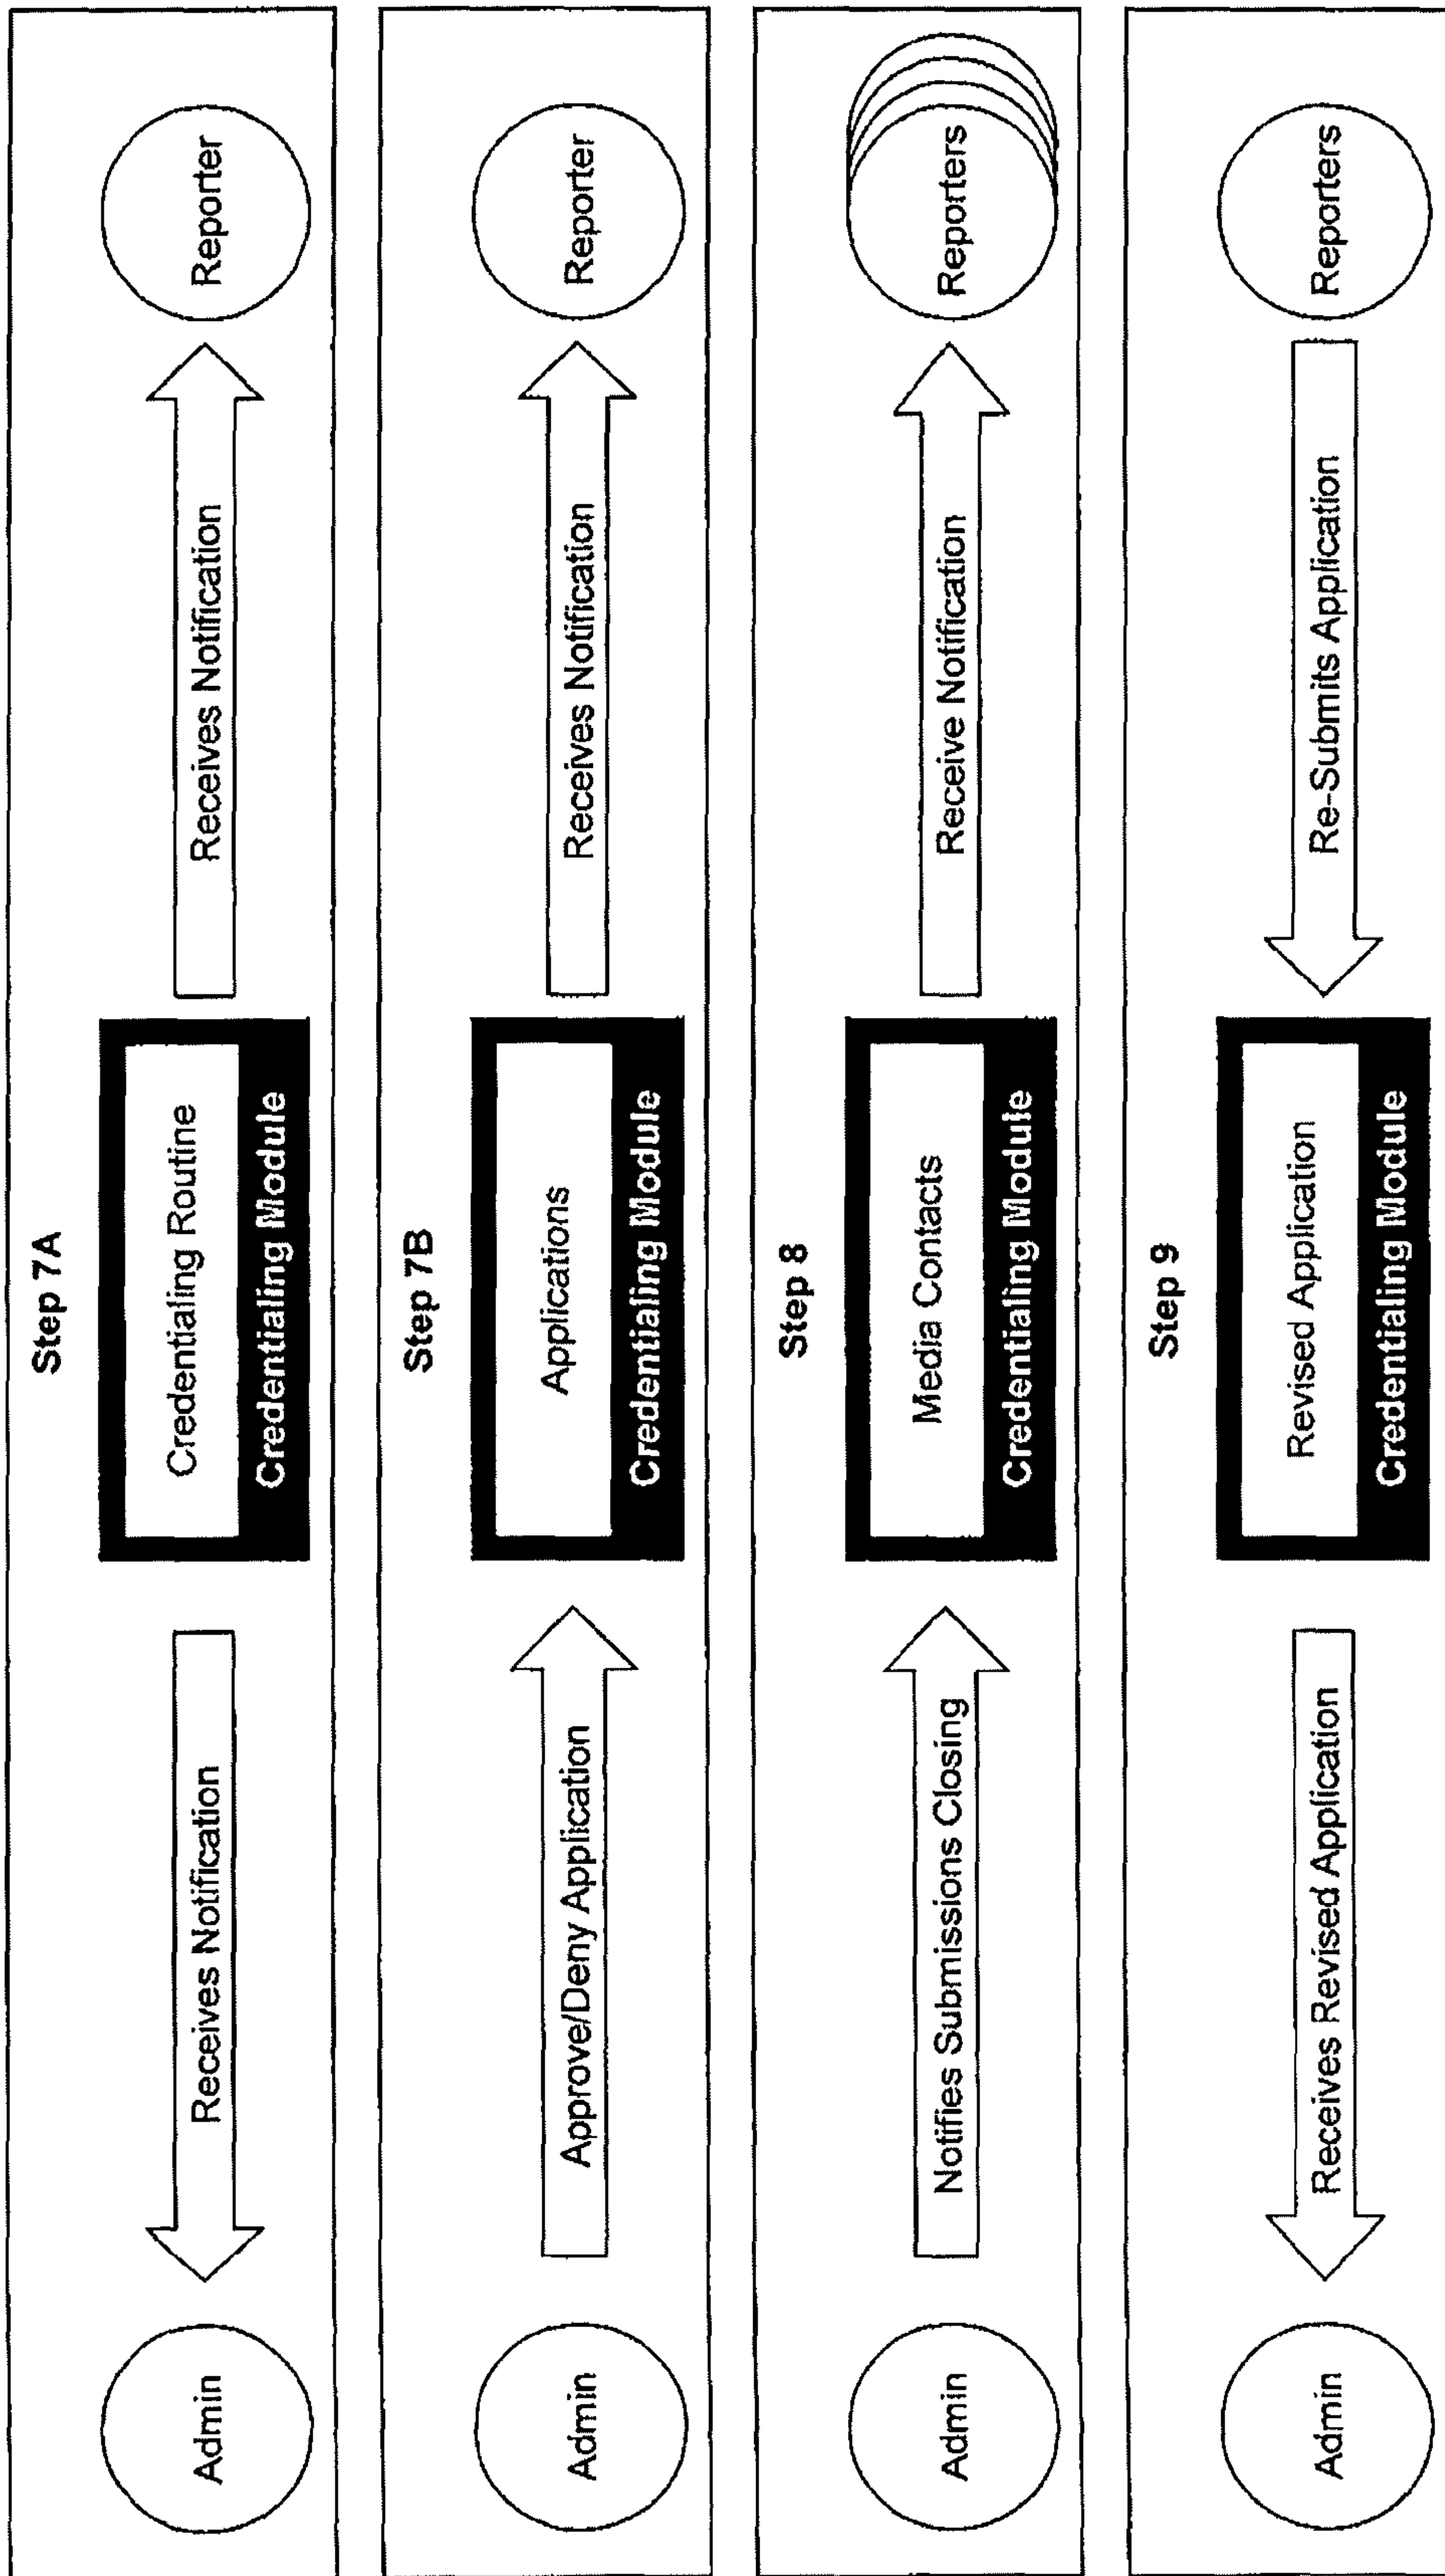 Step 7A
Admin
Receives Notification
Credentialing Routine
Credentialing Module
Receives Notification
Reporter
Step 7B
Admin
Approve/Deny Application
Applications
Credentialing Module
Receives Notification
Reporter
Step 8
Admin
Notifies Submissions Closing
Media Contacts
Credentialing Module
Receive Notification
Reporters
Step 9
Admin
Receives Revised Application
Revised Application
Credentialing Module
Re-Submits Application
Reporters